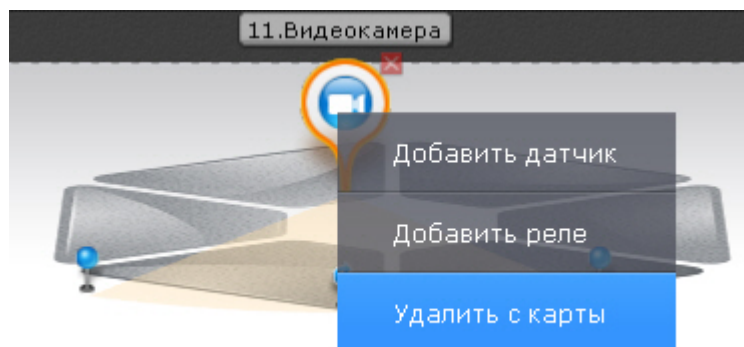 11.Видеокамера
Добавить датчик
Добавить реле
Удалить с карты